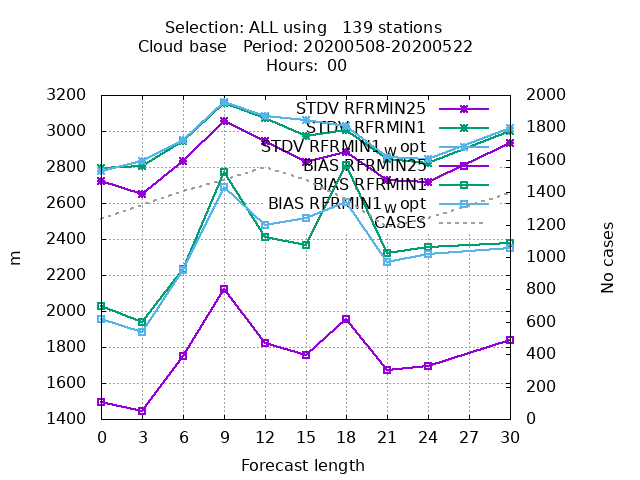 Selection: ALL using   139 stations
Cloud base   Period: 20200508-20200522
Hours:  00
3200
3000
2800
2600
2400
2200
2000
1800
1600
1400
m
STDV RFRMIN25
STDV RFRMIN1
STDV RFRMIN1_w opt
BIAS RFRMIN25
BIAS RFRMIN1
BIAS RFRMIN1_w opt
CASES
2000
1800
1600
1400
1200
1000
800
600
400
200
0
No cases
0 3 6 9 12 15 18 21 24 27 30
Forecast length